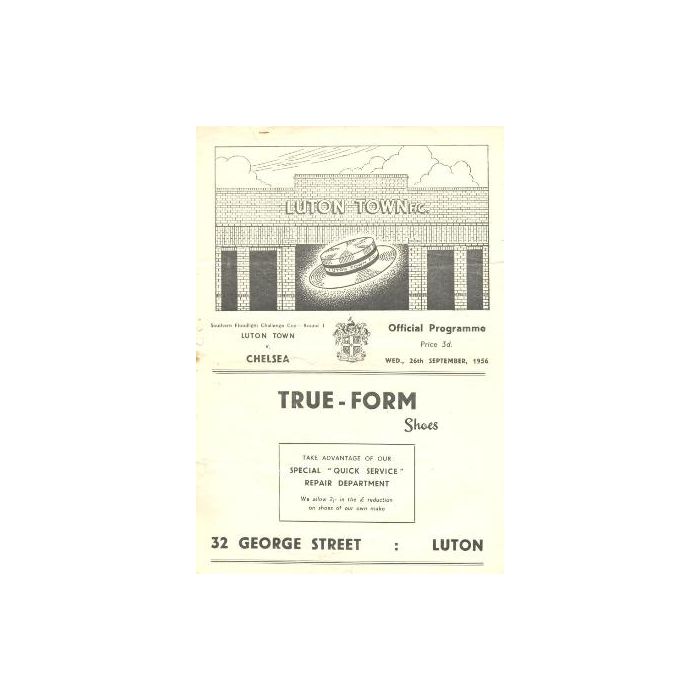 LUTON TOWN F.C.
LUTON TOWN
Southern Floodlight Challenge Cup - Round 1
LUTON TOWN
v.
CHELSEA
Official Programme
Price 3d.
WED., 26th SEPTEMBER, 1956
TRUE-FORM
Shoes
TAKE ADVANTAGE OF OUR
SPECIAL "QUICK SERVICE"
REPAIR DEPARTMENT
We allow 2/- in the £ reduction
on shoes of our own make
32 GEORGE STREET : LUTON